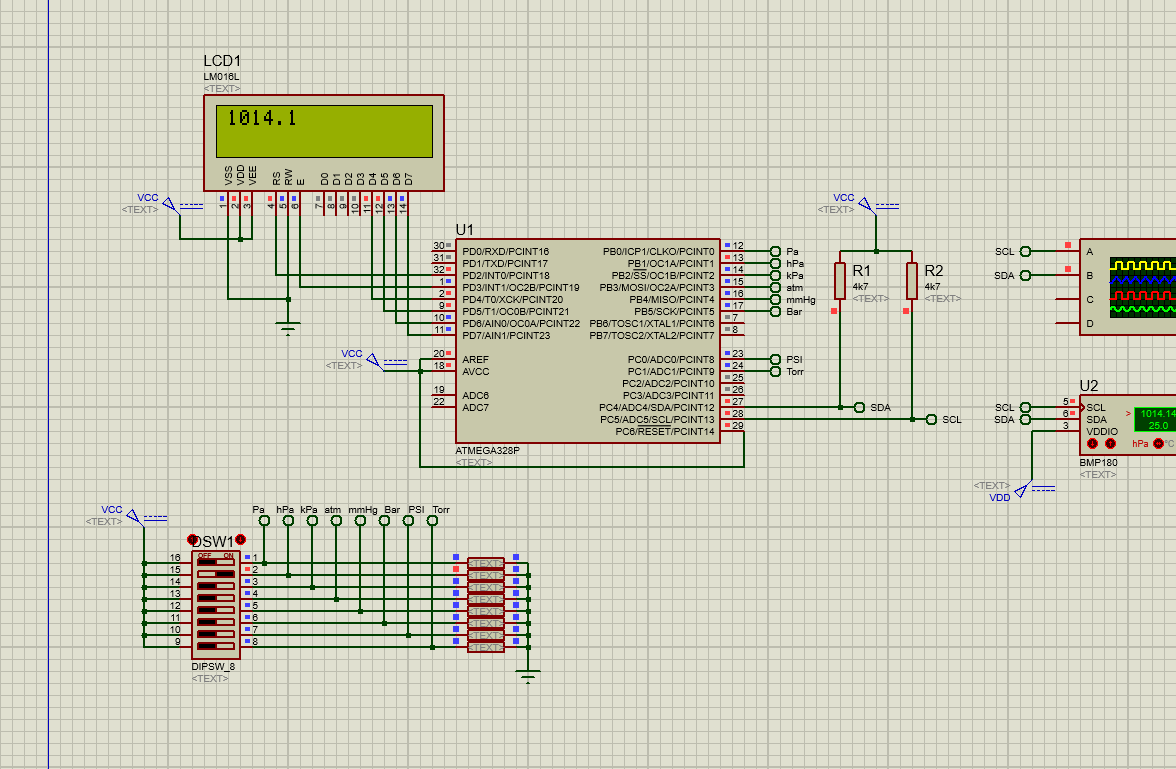 LCD1
LM016L
<TEXT>
1014.1
VSS VDD VEE RS RW E D0 D1 D2 D3 D4 D5 D6 D7
1 2 3 4 5 6 7 8 9 10 11 12 13 14
VCC
<TEXT>
U1
30 PD0/RXD/PCINT16 PB0/ICP1/CLKO/PCINT0 12 Pa
31 PD1/TXD/PCINT17 PB1/OC1A/PCINT1 13 hPa
32 PD2/INT0/PCINT18 PB2/SS/OC1B/PCINT2 14 kPa
1 PD3/INT1/OC2B/PCINT19 PB3/MOSI/OC2A/PCINT3 15 atm
2 PD4/T0/XCK/PCINT20 PB4/MISO/PCINT4 16 mmHg
9 PD5/T1/OC0B/PCINT21 PB5/SCK/PCINT5 17 Bar
10 PD6/AIN0/OC0A/PCINT22 PB6/TOSC1/XTAL1/PCINT6 7
11 PD7/AIN1/PCINT23 PB7/TOSC2/XTAL2/PCINT7 8
VCC
<TEXT>
20 AREF PC0/ADC0/PCINT8 23 PSI
18 AVCC PC1/ADC1/PCINT9 24 Torr
PC2/ADC2/PCINT10 25
19 ADC6 PC3/ADC3/PCINT11 26
22 ADC7 PC4/ADC4/SDA/PCINT12 27 SDA
PC5/ADC5/SCL/PCINT13 28 SCL
PC6/RESET/PCINT14 29
ATMEGA328P
<TEXT>
VCC
<TEXT>
R1
4k7
<TEXT>
R2
4k7
<TEXT>
SCL A
SDA B
C
D
U2
SCL 5 SCL
SDA 6 SDA
3 VDDIO
> 1014.14
25.0
hPa °C
BMP180
<TEXT>
<TEXT>
VDD
VCC
<TEXT>
Pa hPa kPa atm mmHg Bar PSI Torr
DSW1
OFF ON
16 1 <TEXT>
15 2 <TEXT>
14 3 <TEXT>
13 4 <TEXT>
12 5 <TEXT>
11 6 <TEXT>
10 7 <TEXT>
9 8 <TEXT>
DIPSW_8
<TEXT>